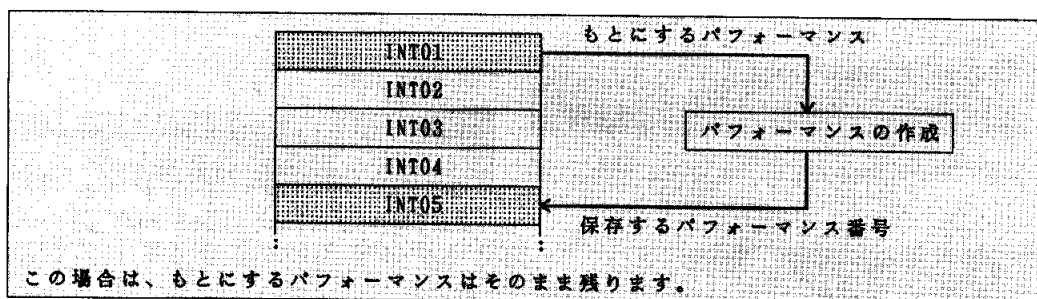 もとにするパフォーマンス
INT01
INT02
INT03
パフォーマンスの作成
INT04
INT05
保存するパフォーマンス番号
この場合は、もとにするパフォーマンスはそのまま残ります。